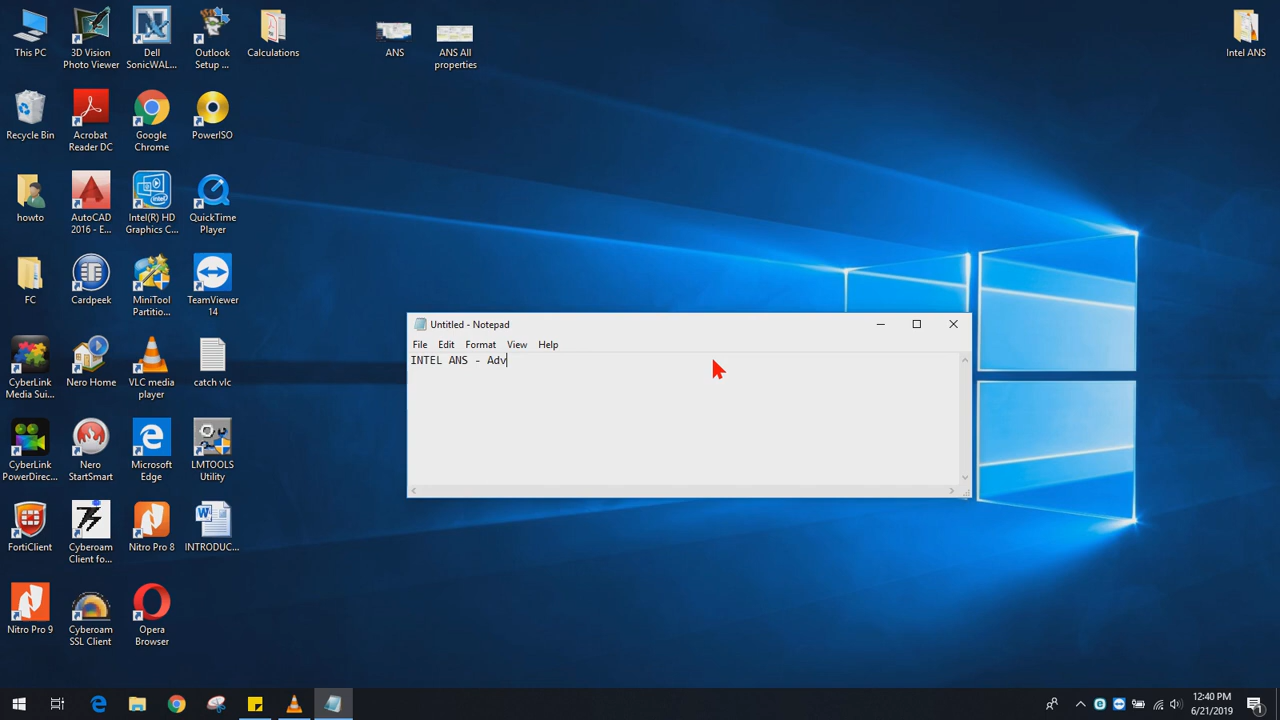 This PC
3D Vision
Photo Viewer
Dell
SonicWAL...
Outlook
Setup ...
Calculations
ANS
ANS All
properties
Intel ANS
Recycle Bin
Acrobat
Reader DC
Google
Chrome
PowerISO
howto
AutoCAD
2016 - E...
Intel(R) HD
Graphics C...
QuickTime
Player
FC
Cardpeek
MiniTool
Partitio...
TeamViewer
14
Untitled - Notepad
File Edit Format View Help
INTEL ANS - Adv
CyberLink
Media Sui...
Nero Home
VLC media
player
catch vlc
CyberLink
PowerDirec...
Nero
StartSmart
Microsoft
Edge
LMTOOLS
Utility
FortiClient
Cyberoam
Client fo...
Nitro Pro 8
INTRODUC...
Nitro Pro 9
Cyberoam
SSL Client
Opera
Browser
12:40 PM
6/21/2019
1